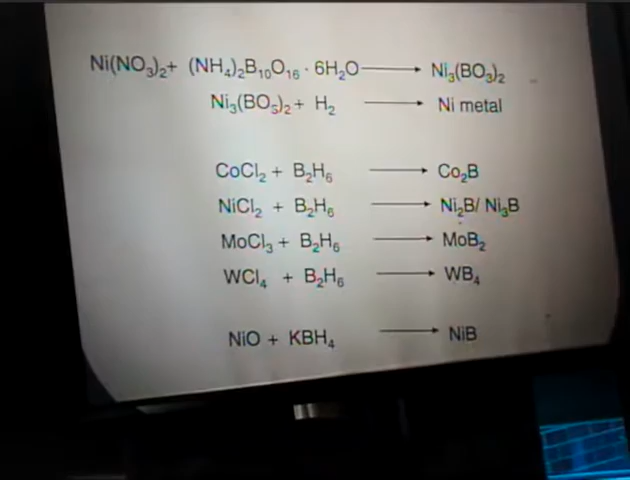 Ni(NO₃)₂+ (NH₄)₂B₁₀O₁₆ · 6H₂O ⟶ Ni₃(BO₃)₂
Ni₃(BO₃)₂ + H₂ ⟶ Ni metal
CoCl₂ + B₂H₆ ⟶ Co₂B
NiCl₂ + B₂H₆ ⟶ Ni₂B/ Ni₃B
MoCl₃ + B₂H₆ ⟶ MoB₂
WCl₄ + B₂H₆ ⟶ WB₄
NiO + KBH₄ ⟶ NiB